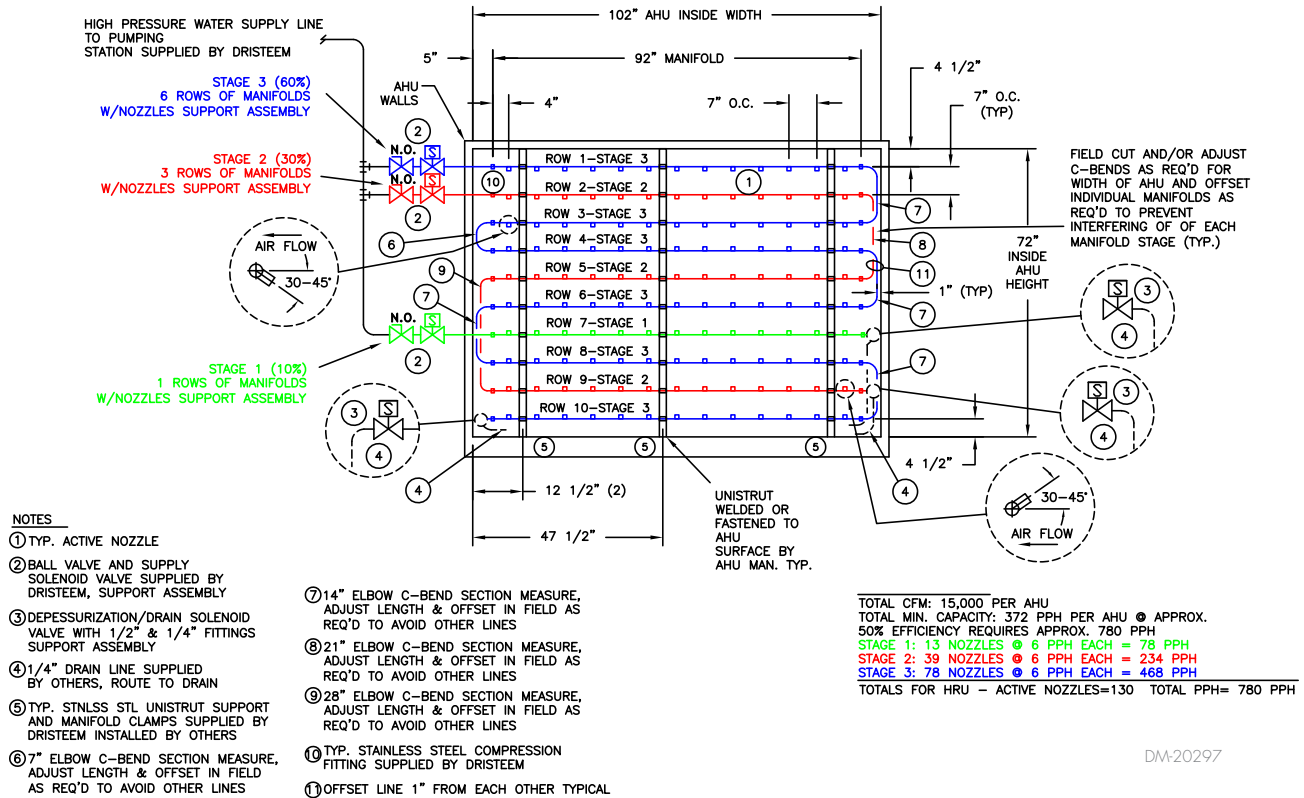 102” AHU INSIDE WIDTH
HIGH PRESSURE WATER SUPPLY LINE
TO PUMPING
STATION SUPPLIED BY DRISTEEM
5”
92” MANIFOLD
4 1/2”
STAGE 3 (60%)
6 ROWS OF MANIFOLDS
W/NOZZLES SUPPORT ASSEMBLY
AHU
WALLS
4”
7” O.C.
7” O.C.
(TYP)
2
N.O.
S
STAGE 2 (30%)
3 ROWS OF MANIFOLDS
W/NOZZLES SUPPORT ASSEMBLY
N.O.
S
2
ROW 1–STAGE 3
10
1
ROW 2–STAGE 2
ROW 3–STAGE 3
ROW 4–STAGE 3
ROW 5–STAGE 2
ROW 6–STAGE 3
ROW 7–STAGE 1
ROW 8–STAGE 3
ROW 9–STAGE 2
ROW 10–STAGE 3
FIELD CUT AND/OR ADJUST
C–BENDS AS REQ’D FOR
WIDTH OF AHU AND OFFSET
INDIVIDUAL MANIFOLDS AS
REQ’D TO PREVENT
INTERFERING OF OF EACH
MANIFOLD STAGE (TYP.)
7
8
11
1” (TYP)
7
7
72”
INSIDE
AHU
HEIGHT
AIR FLOW
30–45°
6
9
7
N.O.
S
2
STAGE 1 (10%)
1 ROWS OF MANIFOLDS
W/NOZZLES SUPPORT ASSEMBLY
S
3
4
S
3
4
3
S
4
5
5
5
4
4
4 1/2”
12 1/2” (2)
47 1/2”
UNISTRUT
WELDED OR
FASTENED TO
AHU
SURFACE BY
AHU MAN. TYP.
30–45°
AIR FLOW
NOTES
1 TYP. ACTIVE NOZZLE
2 BALL VALVE AND SUPPLY
SOLENOID VALVE SUPPLIED BY
DRISTEEM, SUPPORT ASSEMBLY
3 DEPESSURIZATION/DRAIN SOLENOID
VALVE WITH 1/2” & 1/4” FITTINGS
SUPPORT ASSEMBLY
4 1/4” DRAIN LINE SUPPLIED
BY OTHERS, ROUTE TO DRAIN
5 TYP. STNLSS STL UNISTRUT SUPPORT
AND MANIFOLD CLAMPS SUPPLIED BY
DRISTEEM INSTALLED BY OTHERS
6 7” ELBOW C–BEND SECTION MEASURE,
ADJUST LENGTH & OFFSET IN FIELD
AS REQ’D TO AVOID OTHER LINES
7 14” ELBOW C–BEND SECTION MEASURE,
ADJUST LENGTH & OFFSET IN FIELD AS
REQ’D TO AVOID OTHER LINES
8 21” ELBOW C–BEND SECTION MEASURE,
ADJUST LENGTH & OFFSET IN FIELD AS
REQ’D TO AVOID OTHER LINES
9 28” ELBOW C–BEND SECTION MEASURE,
ADJUST LENGTH & OFFSET IN FIELD AS
REQ’D TO AVOID OTHER LINES
10 TYP. STAINLESS STEEL COMPRESSION
FITTING SUPPLIED BY DRISTEEM
11 OFFSET LINE 1” FROM EACH OTHER TYPICAL
TOTAL CFM: 15,000 PER AHU
TOTAL MIN. CAPACITY: 372 PPH PER AHU @ APPROX.
50% EFFICIENCY REQUIRES APPROX. 780 PPH
STAGE 1: 13 NOZZLES @ 6 PPH EACH = 78 PPH
STAGE 2: 39 NOZZLES @ 6 PPH EACH = 234 PPH
STAGE 3: 78 NOZZLES @ 6 PPH EACH = 468 PPH
TOTALS FOR HRU – ACTIVE NOZZLES=130 TOTAL PPH= 780 PPH
DM-20297